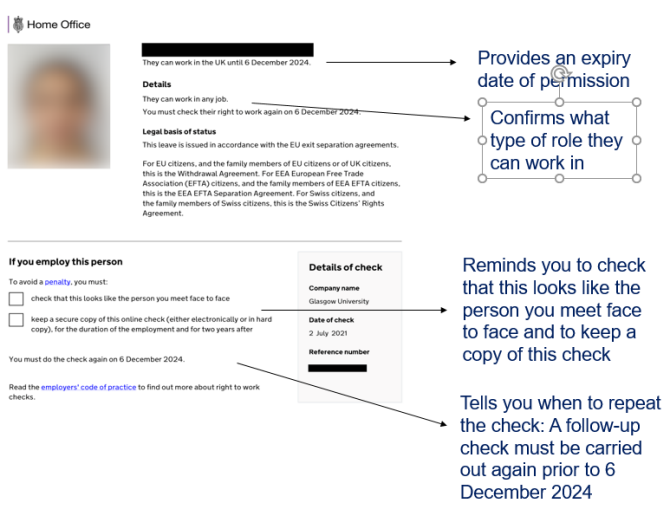 Home Office
They can work in the UK until 6 December 2024.
Details
They can work in any job.
You must check their right to work again on 6 December 2024.
Legal basis of status
This leave is issued in accordance with the EU exit separation agreements.
For EU citizens, and the family members of EU citizens or of UK citizens,
this is the Withdrawal Agreement. For EEA European Free Trade
Association (EFTA) citizens, and the family members of EEA EFTA citizens,
this is the EEA EFTA Separation Agreement. For Swiss citizens, and
the family members of Swiss citizens, this is the Swiss Citizens' Rights
Agreement.
Provides an expiry
date of permission
Confirms what
type of role they
can work in
If you employ this person
To avoid a penalty, you must:
check that this looks like the person you meet face to face
keep a secure copy of this online check (either electronically or in hard
copy), for the duration of the employment and for two years after
You must do the check again on 6 December 2024.
Read the employers' code of practice to find out more about right to work
checks.
Details of check
Company name
Glasgow University
Date of check
2 July 2021
Reference number
Reminds you to check
that this looks like the
person you meet face
to face and to keep a
copy of this check
Tells you when to repeat
the check: A follow-up
check must be carried
out again prior to 6
December 2024